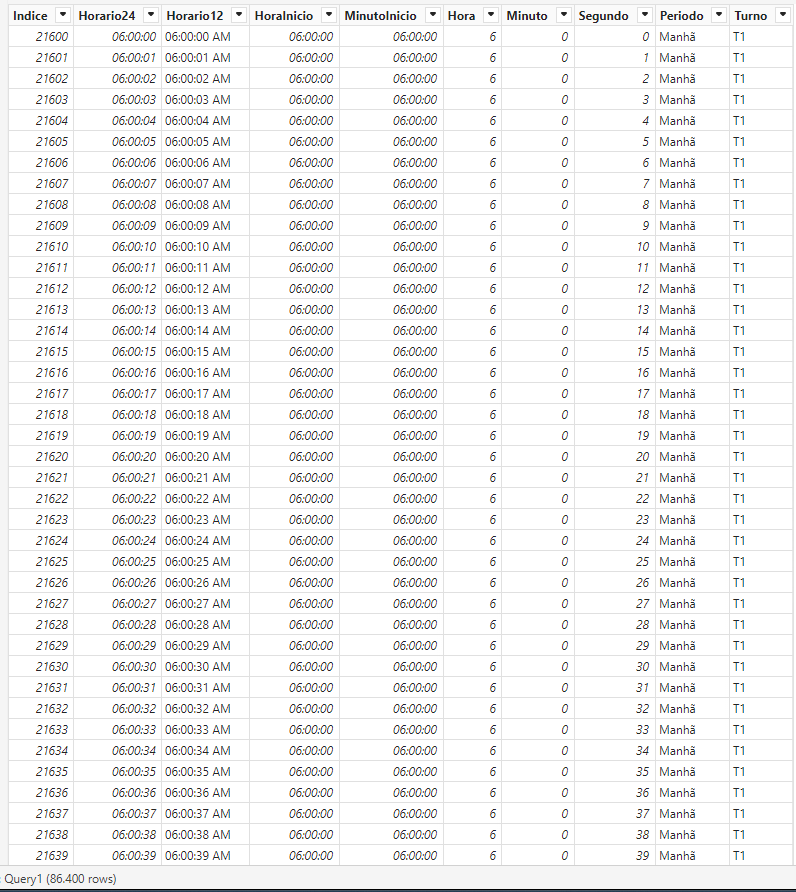 Indice Horario24 Horario12 HoraInicio MinutoInicio Hora Minuto Segundo Periodo Turno
21600 06:00:00 06:00:00 AM 06:00:00 06:00:00 6 0 0 Manhã T1
21601 06:00:01 06:00:01 AM 06:00:00 06:00:00 6 0 1 Manhã T1
21602 06:00:02 06:00:02 AM 06:00:00 06:00:00 6 0 2 Manhã T1
21603 06:00:03 06:00:03 AM 06:00:00 06:00:00 6 0 3 Manhã T1
21604 06:00:04 06:00:04 AM 06:00:00 06:00:00 6 0 4 Manhã T1
21605 06:00:05 06:00:05 AM 06:00:00 06:00:00 6 0 5 Manhã T1
21606 06:00:06 06:00:06 AM 06:00:00 06:00:00 6 0 6 Manhã T1
21607 06:00:07 06:00:07 AM 06:00:00 06:00:00 6 0 7 Manhã T1
21608 06:00:08 06:00:08 AM 06:00:00 06:00:00 6 0 8 Manhã T1
21609 06:00:09 06:00:09 AM 06:00:00 06:00:00 6 0 9 Manhã T1
21610 06:00:10 06:00:10 AM 06:00:00 06:00:00 6 0 10 Manhã T1
21611 06:00:11 06:00:11 AM 06:00:00 06:00:00 6 0 11 Manhã T1
21612 06:00:12 06:00:12 AM 06:00:00 06:00:00 6 0 12 Manhã T1
21613 06:00:13 06:00:13 AM 06:00:00 06:00:00 6 0 13 Manhã T1
21614 06:00:14 06:00:14 AM 06:00:00 06:00:00 6 0 14 Manhã T1
21615 06:00:15 06:00:15 AM 06:00:00 06:00:00 6 0 15 Manhã T1
21616 06:00:16 06:00:16 AM 06:00:00 06:00:00 6 0 16 Manhã T1
21617 06:00:17 06:00:17 AM 06:00:00 06:00:00 6 0 17 Manhã T1
21618 06:00:18 06:00:18 AM 06:00:00 06:00:00 6 0 18 Manhã T1
21619 06:00:19 06:00:19 AM 06:00:00 06:00:00 6 0 19 Manhã T1
21620 06:00:20 06:00:20 AM 06:00:00 06:00:00 6 0 20 Manhã T1
21621 06:00:21 06:00:21 AM 06:00:00 06:00:00 6 0 21 Manhã T1
21622 06:00:22 06:00:22 AM 06:00:00 06:00:00 6 0 22 Manhã T1
21623 06:00:23 06:00:23 AM 06:00:00 06:00:00 6 0 23 Manhã T1
21624 06:00:24 06:00:24 AM 06:00:00 06:00:00 6 0 24 Manhã T1
21625 06:00:25 06:00:25 AM 06:00:00 06:00:00 6 0 25 Manhã T1
21626 06:00:26 06:00:26 AM 06:00:00 06:00:00 6 0 26 Manhã T1
21627 06:00:27 06:00:27 AM 06:00:00 06:00:00 6 0 27 Manhã T1
21628 06:00:28 06:00:28 AM 06:00:00 06:00:00 6 0 28 Manhã T1
21629 06:00:29 06:00:29 AM 06:00:00 06:00:00 6 0 29 Manhã T1
21630 06:00:30 06:00:30 AM 06:00:00 06:00:00 6 0 30 Manhã T1
21631 06:00:31 06:00:31 AM 06:00:00 06:00:00 6 0 31 Manhã T1
21632 06:00:32 06:00:32 AM 06:00:00 06:00:00 6 0 32 Manhã T1
21633 06:00:33 06:00:33 AM 06:00:00 06:00:00 6 0 33 Manhã T1
21634 06:00:34 06:00:34 AM 06:00:00 06:00:00 6 0 34 Manhã T1
21635 06:00:35 06:00:35 AM 06:00:00 06:00:00 6 0 35 Manhã T1
21636 06:00:36 06:00:36 AM 06:00:00 06:00:00 6 0 36 Manhã T1
21637 06:00:37 06:00:37 AM 06:00:00 06:00:00 6 0 37 Manhã T1
21638 06:00:38 06:00:38 AM 06:00:00 06:00:00 6 0 38 Manhã T1
21639 06:00:39 06:00:39 AM 06:00:00 06:00:00 6 0 39 Manhã T1
: Query1 (86.400 rows)